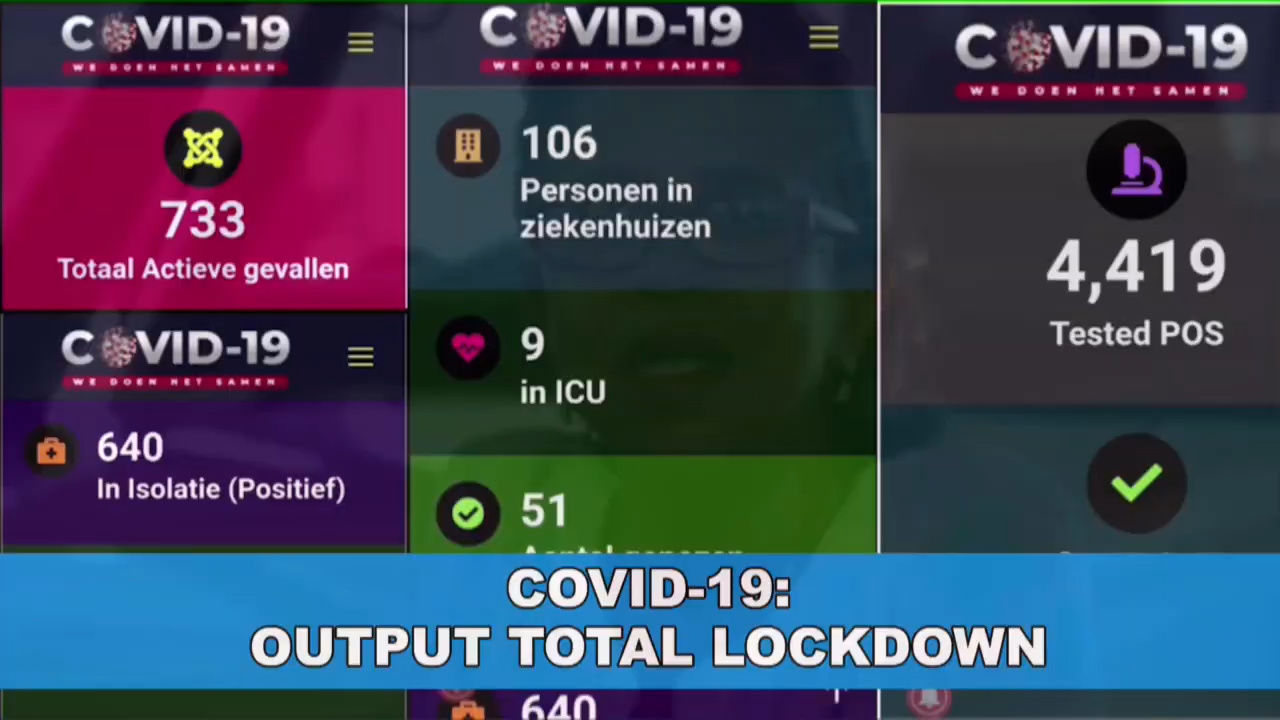 COVID-19
WE DOEN HET SAMEN
733
Totaal Actieve gevallen
COVID-19
WE DOEN HET SAMEN
640
In Isolatie (Positief)
COVID-19
WE DOEN HET SAMEN
106
Personen in
ziekenhuizen
9
in ICU
51
Aantal genezen
640
COVID-19
WE DOEN HET SAMEN
4,419
Tested POS
COVID-19:
OUTPUT TOTAL LOCKDOWN